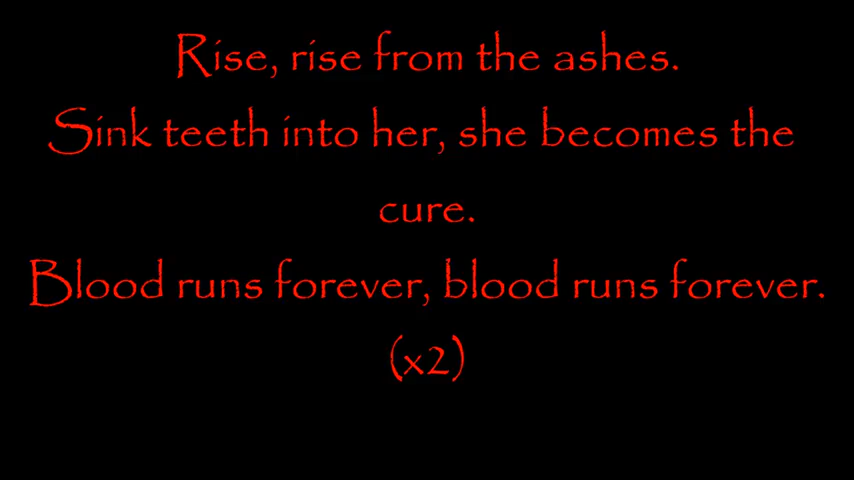 Rise, rise from the ashes.
Sink teeth into her, she becomes the
cure.
Blood runs forever, blood runs forever.
(x2)